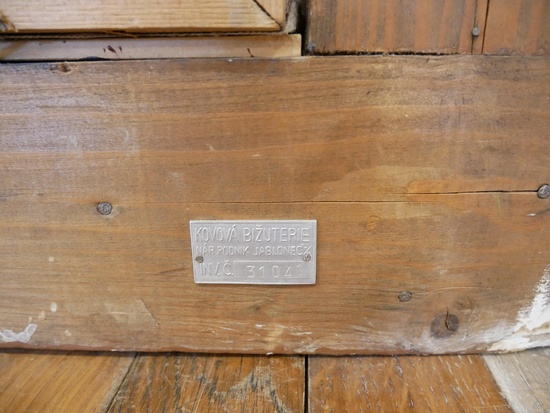 KOVOVÁ BIŽUTERIE
NÁR. PODNIK JABLONEC
INV. Č. 3104